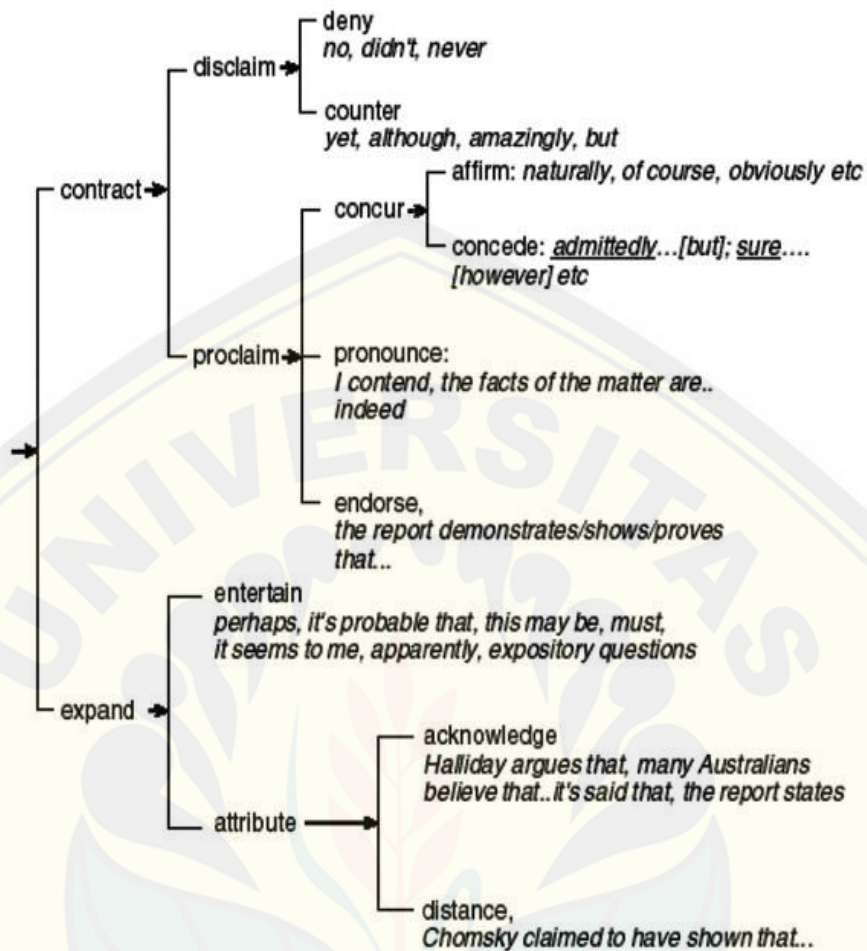 deny
no, didn't, never
disclaim
counter
yet, although, amazingly, but
contract
affirm: naturally, of course, obviously etc
concur
concede: admittedly...[but]; sure....
[however] etc
proclaim
pronounce:
I contend, the facts of the matter are..
indeed
endorse,
the report demonstrates/shows/proves
that...
entertain
perhaps, it's probable that, this may be, must,
it seems to me, apparently, expository questions
expand
acknowledge
Halliday argues that, many Australians
believe that..it's said that, the report states
attribute
distance,
Chomsky claimed to have shown that...
UNIVERSITAS